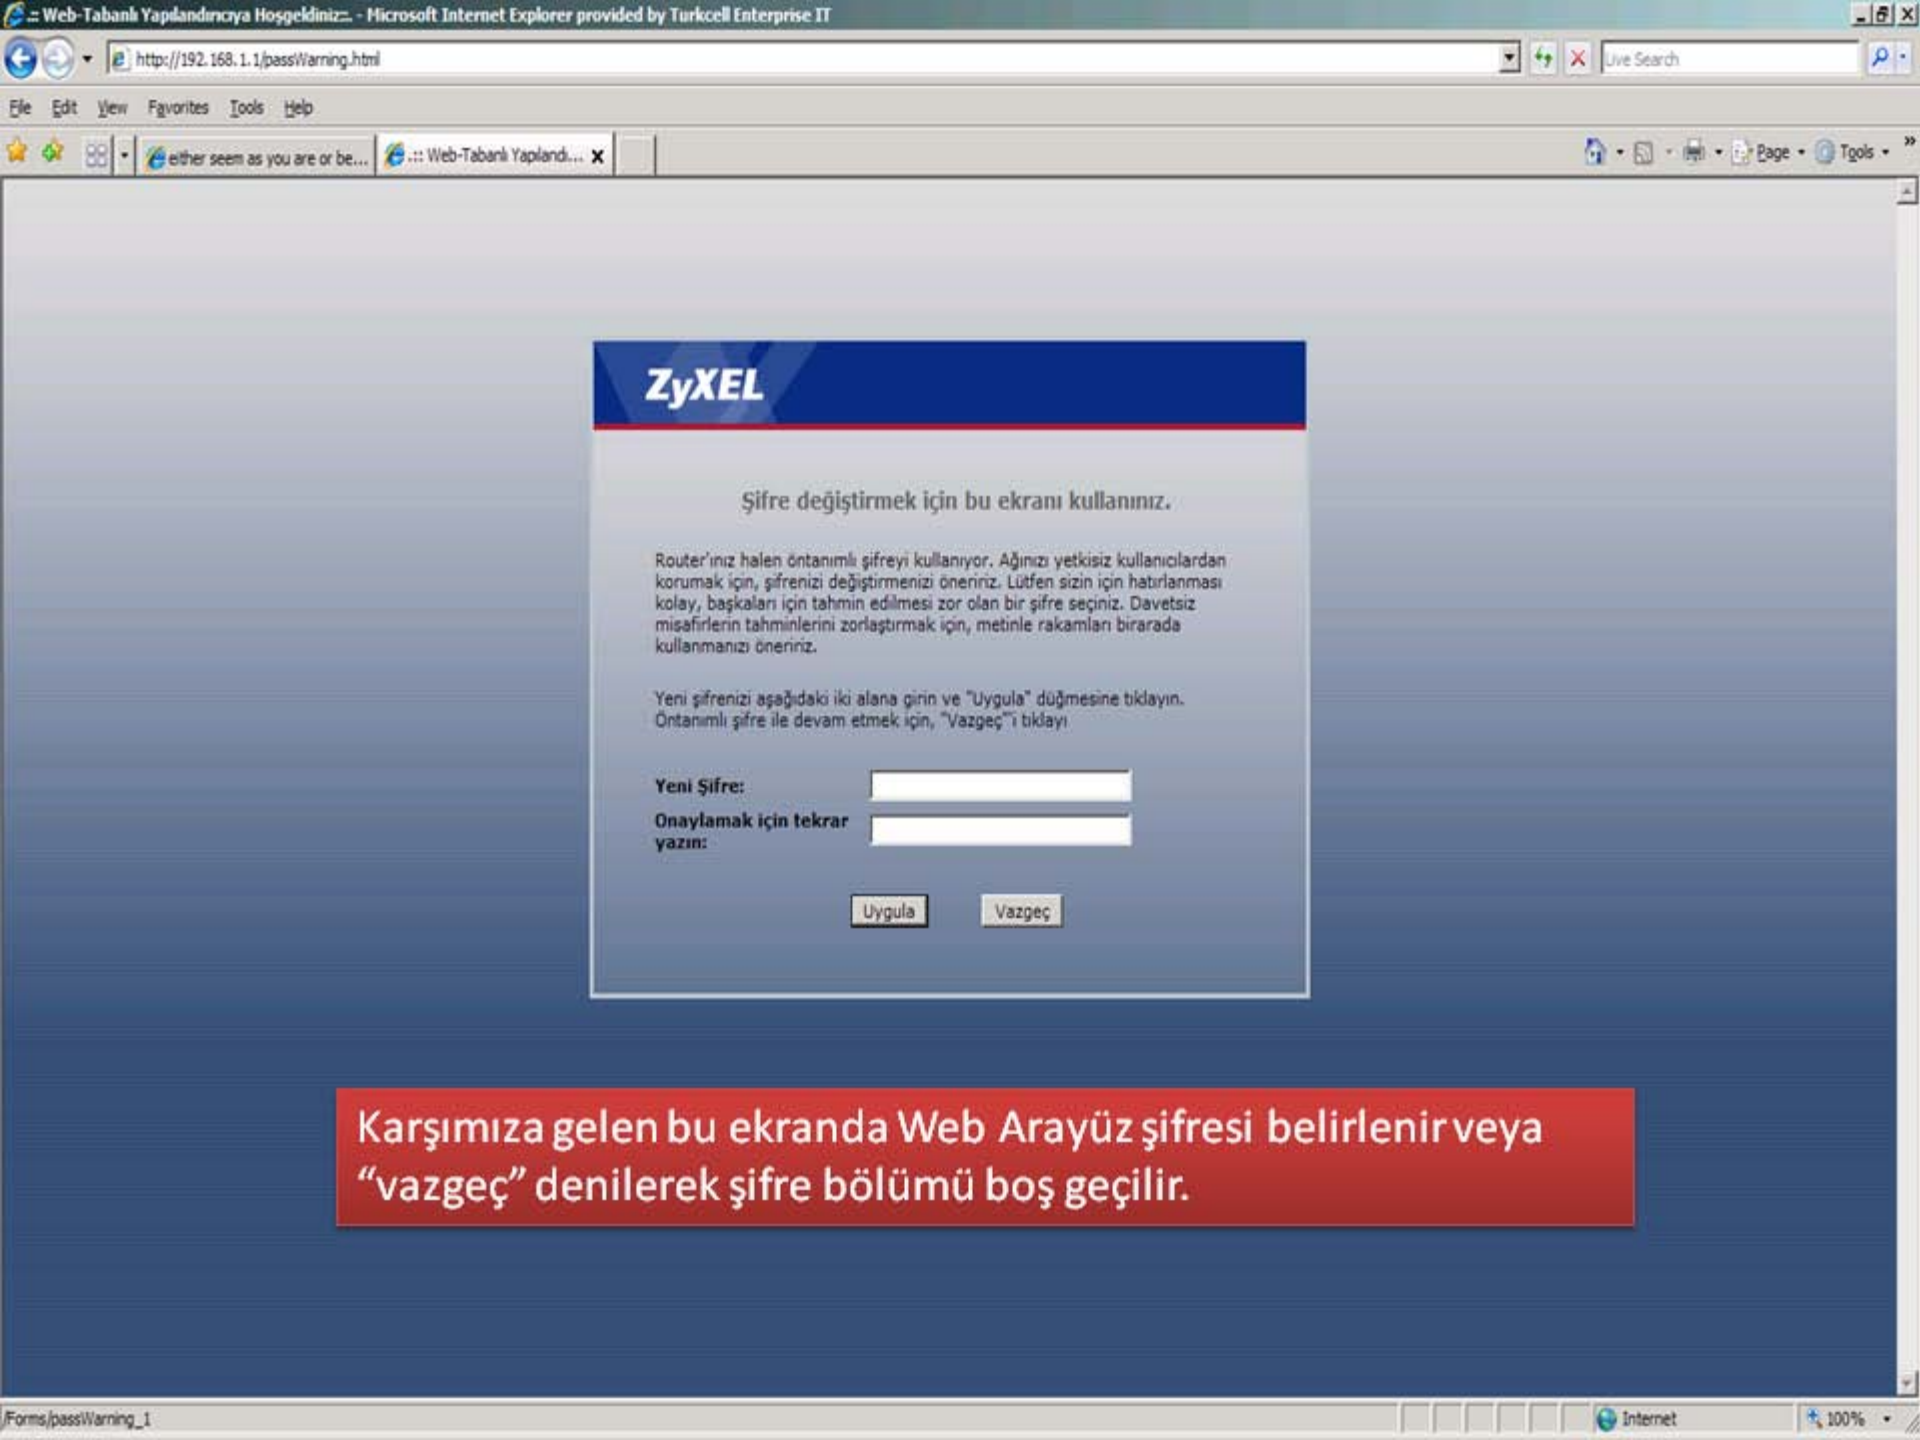 .:: Web-Tabanlı Yapılandırıcıya Hoşgeldiniz::. - Microsoft Internet Explorer provided by Turkcell Enterprise IT
http://192.168.1.1/passWarning.html
Live Search
File Edit View Favorites Tools Help
either seem as you are or be... .::: Web-Tabanlı Yapılandı... Page Tools
ZyXEL
Şifre değiştirmek için bu ekranı kullanınız.
Router'ınız halen öntanımlı şifreyi kullanıyor. Ağınızı yetkisiz kullanıcılardan
korumak için, şifrenizi değiştirmenizi öneririz. Lütfen sizin için hatırlanması
kolay, başkaları için tahmin edilmesi zor olan bir şifre seçiniz. Davetsiz
misafirlerin tahminlerini zorlaştırmak için, metinle rakamları birarada
kullanmanızı öneririz.
Yeni şifrenizi aşağıdaki iki alana girin ve "Uygula" düğmesine tıklayın.
Öntanımlı şifre ile devam etmek için, "Vazgeç"'i tıklayı
Yeni Şifre:
Onaylamak için tekrar
yazın:
Uygula Vazgeç
Karşımıza gelen bu ekranda Web Arayüz şifresi belirlenir veya
“vazgeç” denilerek şifre bölümü boş geçilir.
/Forms/passWarning_1 Internet 100%